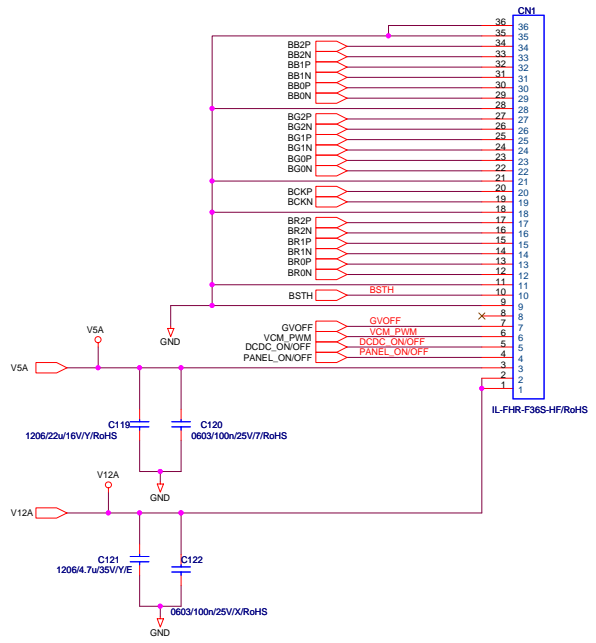 CN1
36 36
35 35
BB2P 34 34
BB2N 33 33
BB1P 32 32
BB1N 31 31
BB0P 30 30
BB0N 29 29
28 28
BG2P 27 27
BG2N 26 26
BG1P 25 25
BG1N 24 24
BG0P 23 23
BG0N 22 22
21 21
BCKP 20 20
BCKN 19 19
18 18
BR2P 17 17
BR2N 16 16
BR1P 15 15
BR1N 14 14
BR0P 13 13
BR0N 12 12
11 11
BSTH BSTH 10 10
9 9
8 8
GND
GVOFF GVOFF 7 7
VCM_PWM VCM_PWM 6 6
DCDC_ON/OFF DCDC_ON/OFF 5 5
PANEL_ON/OFF PANEL_ON/OFF 4 4
V5A
V5A 3 3
2 2
1 1
IL-FHR-F36S-HF/RoHS
C119
1206/22u/16V/Y/RoHS
C120
0603/100n/25V/7/RoHS
GND
V12A
V12A
C121
1206/4.7u/35V/Y/E
C122
0603/100n/25V/X/RoHS
GND